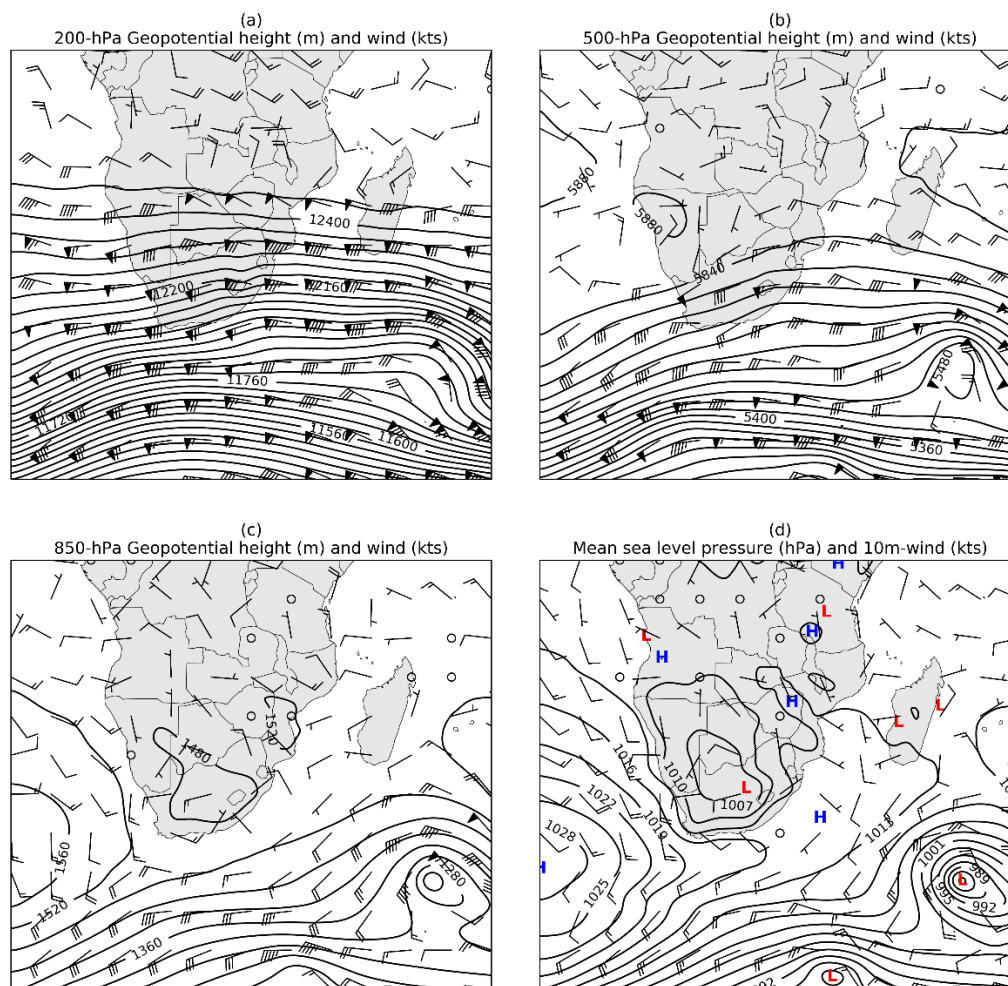 (a)
200-hPa Geopotential height (m) and wind (kts)
12400
12200
12160
11760
11720
11560
11600
(b)
500-hPa Geopotential height (m) and wind (kts)
5880
5880
5840
5480
5400
5360
(c)
850-hPa Geopotential height (m) and wind (kts)
1520
1480
1560
1280
1520
1360
(d)
Mean sea level pressure (hPa) and 10m-wind (kts)
H
L
L
H
H
H
L
L
1016
1010
L
1022
1007
H
1019
1013
1028
1001
H
989
L
1025
995
992
L